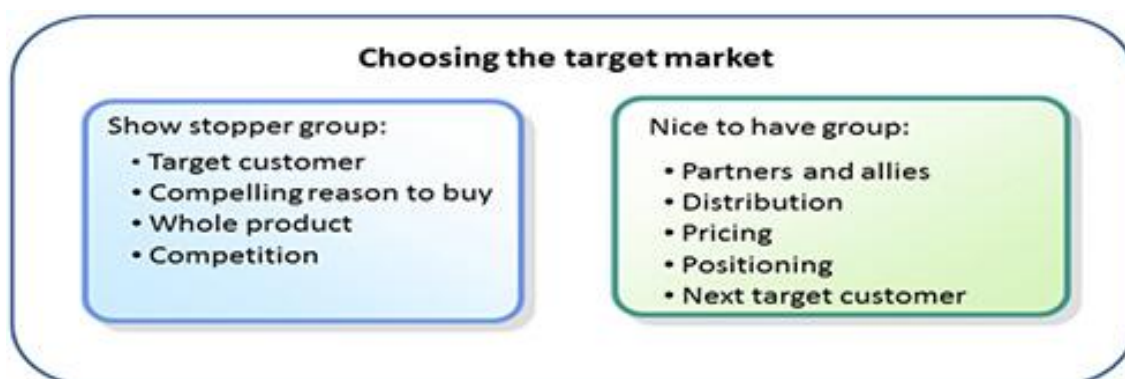 Choosing the target market
Show stopper group:
• Target customer
• Compelling reason to buy
• Whole product
• Competition
Nice to have group:
• Partners and allies
• Distribution
• Pricing
• Positioning
• Next target customer